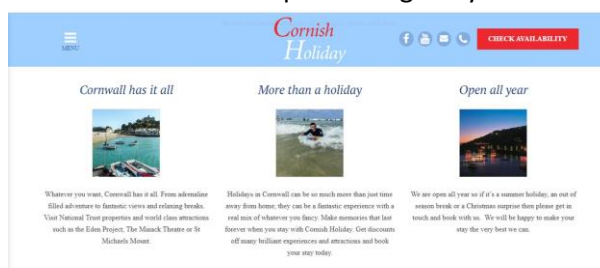 Cornish
Holiday
MENU
CHECK AVAILABILITY
Cornwall has it all
More than a holiday
Open all year
Whatever you want, Cornwall has it all. From adrenaline
filled adventure to fantastic views and relaxing breaks.
Visit National Trust properties and world class attractions
such as the Eden Project, The Minack Theatre or St
Michaels Mount.
Holidays in Cornwall can be so much more than just time
away from home; they can be a fantastic experience with a
real mix of whatever you fancy. Make memories that last
forever when you stay with Cornish Holiday. Get discounts
off many brilliant experiences and attractions and book
your stay today.
We are open all year so if it's a summer holiday, an out of
season break or a Christmas surprise then please get in
touch and book with us. We will be happy to make your
stay the very best we can.